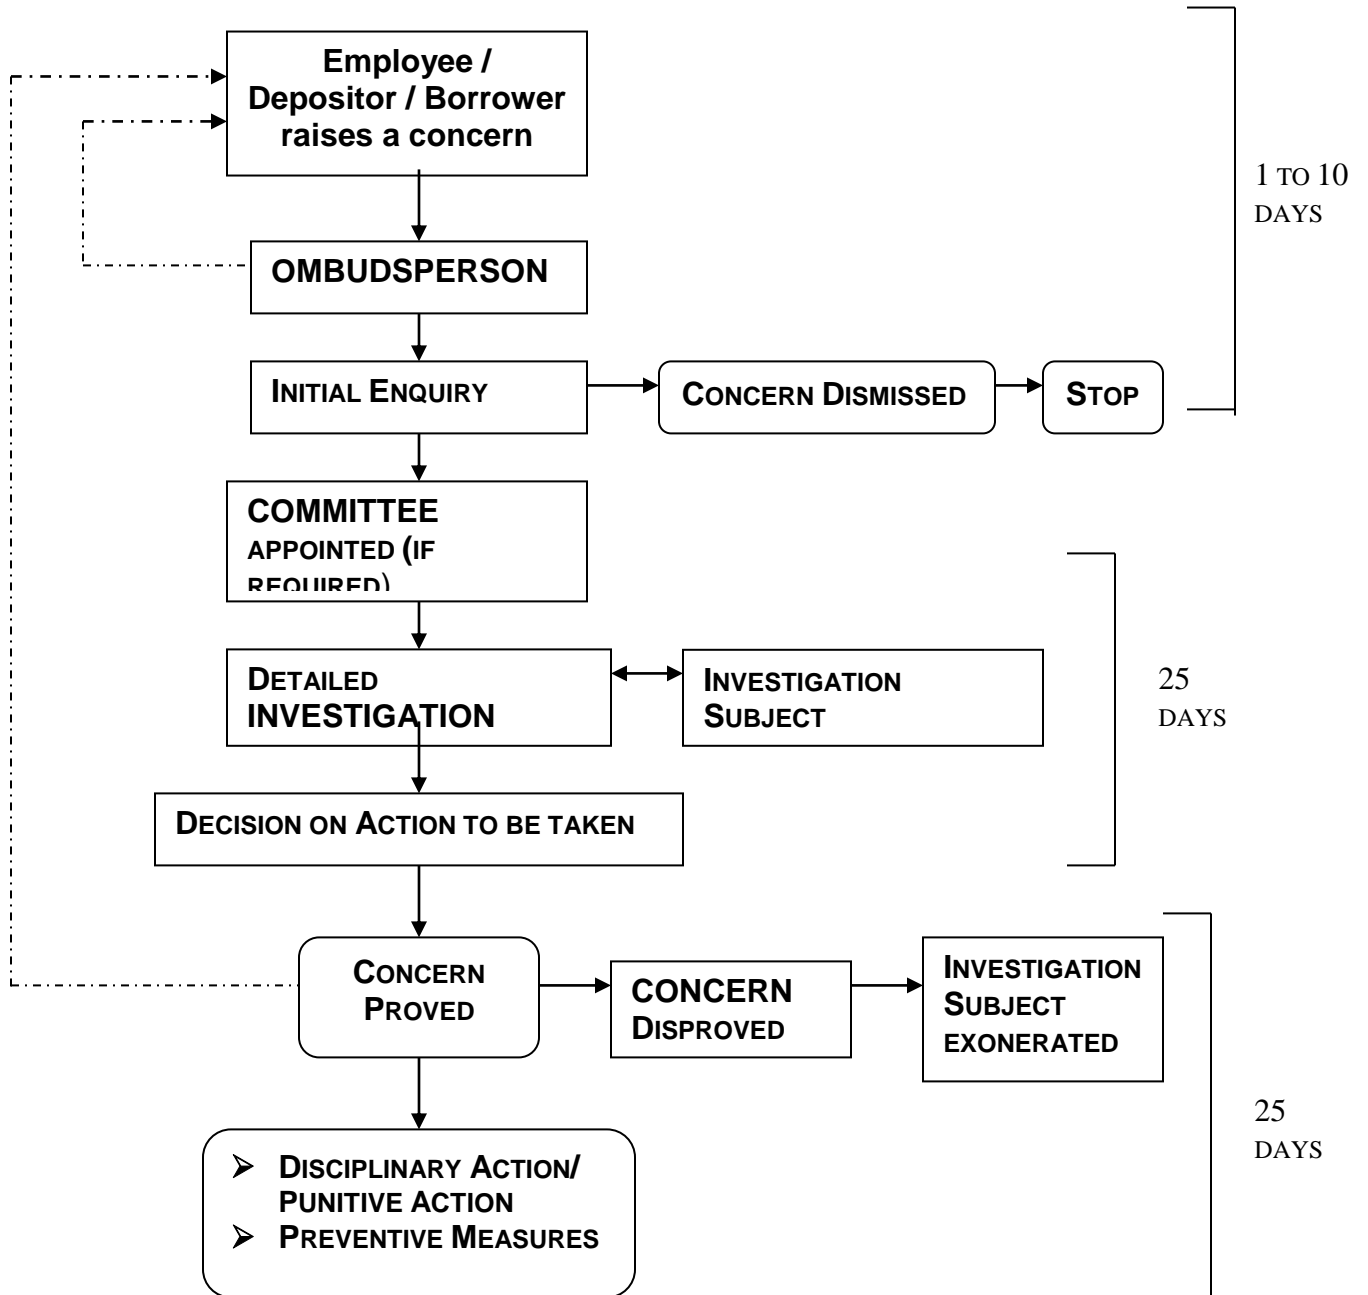 Employee /
Depositor / Borrower
raises a concern
1 TO 10
DAYS
OMBUDSPERSON
INITIAL ENQUIRY
CONCERN DISMISSED
STOP
COMMITTEE
APPOINTED (IF
REQUIRED)
DETAILED
INVESTIGATION
INVESTIGATION
SUBJECT
25
DAYS
DECISION ON ACTION TO BE TAKEN
CONCERN
PROVED
CONCERN
DISPROVED
INVESTIGATION
SUBJECT
EXONERATED
25
DAYS
➢ DISCIPLINARY ACTION/
PUNITIVE ACTION
➢ PREVENTIVE MEASURES